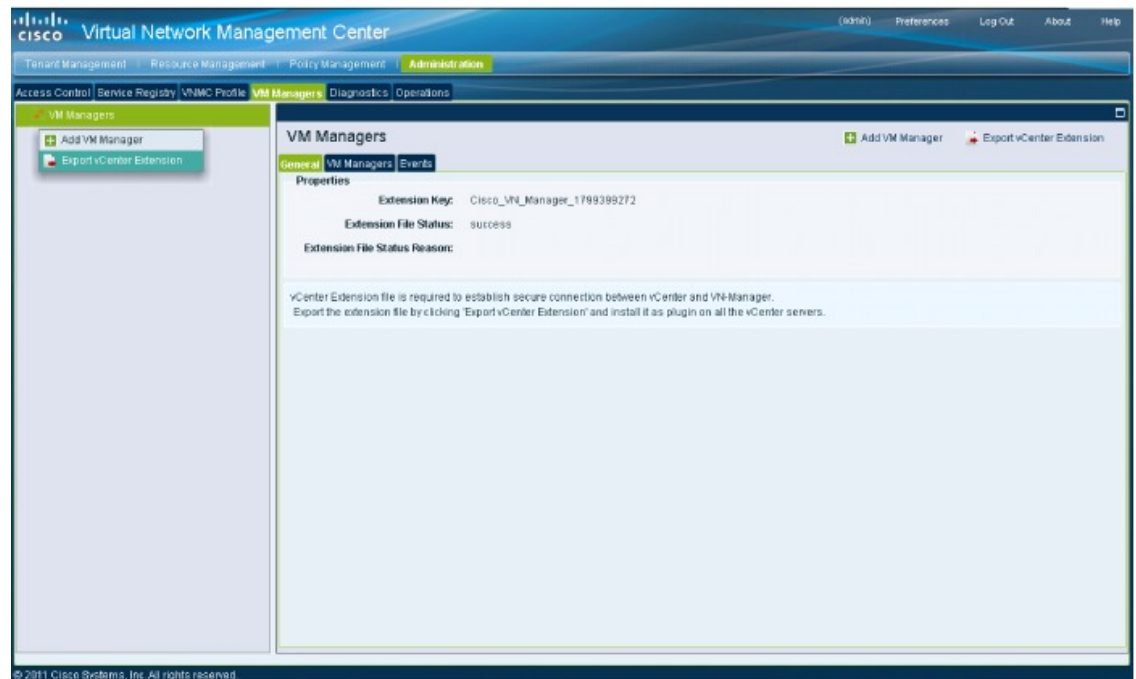 CISCO Virtual Network Management Center
(admin) Preferences Log Out About Help
Tenant Management | Resource Management | Policy Management | Administration
Access Control Service Registry VNMC Profile VM Managers Diagnostics Operations
VM Managers
Add VM Manager
Export vCenter Extension
VM Managers
Add VM Manager Export vCenter Extension
General VM Managers Events
Properties
Extension Key: Cisco_VN_Manager_1799399272
Extension File Status: success
Extension File Status Reason:
vCenter Extension file is required to establish secure connection between vCenter and VN-Manager.
Export the extension file by clicking 'Export vCenter Extension' and install it as plugin on all the vCenter servers.
© 2011 Cisco Systems, Inc. All rights reserved.